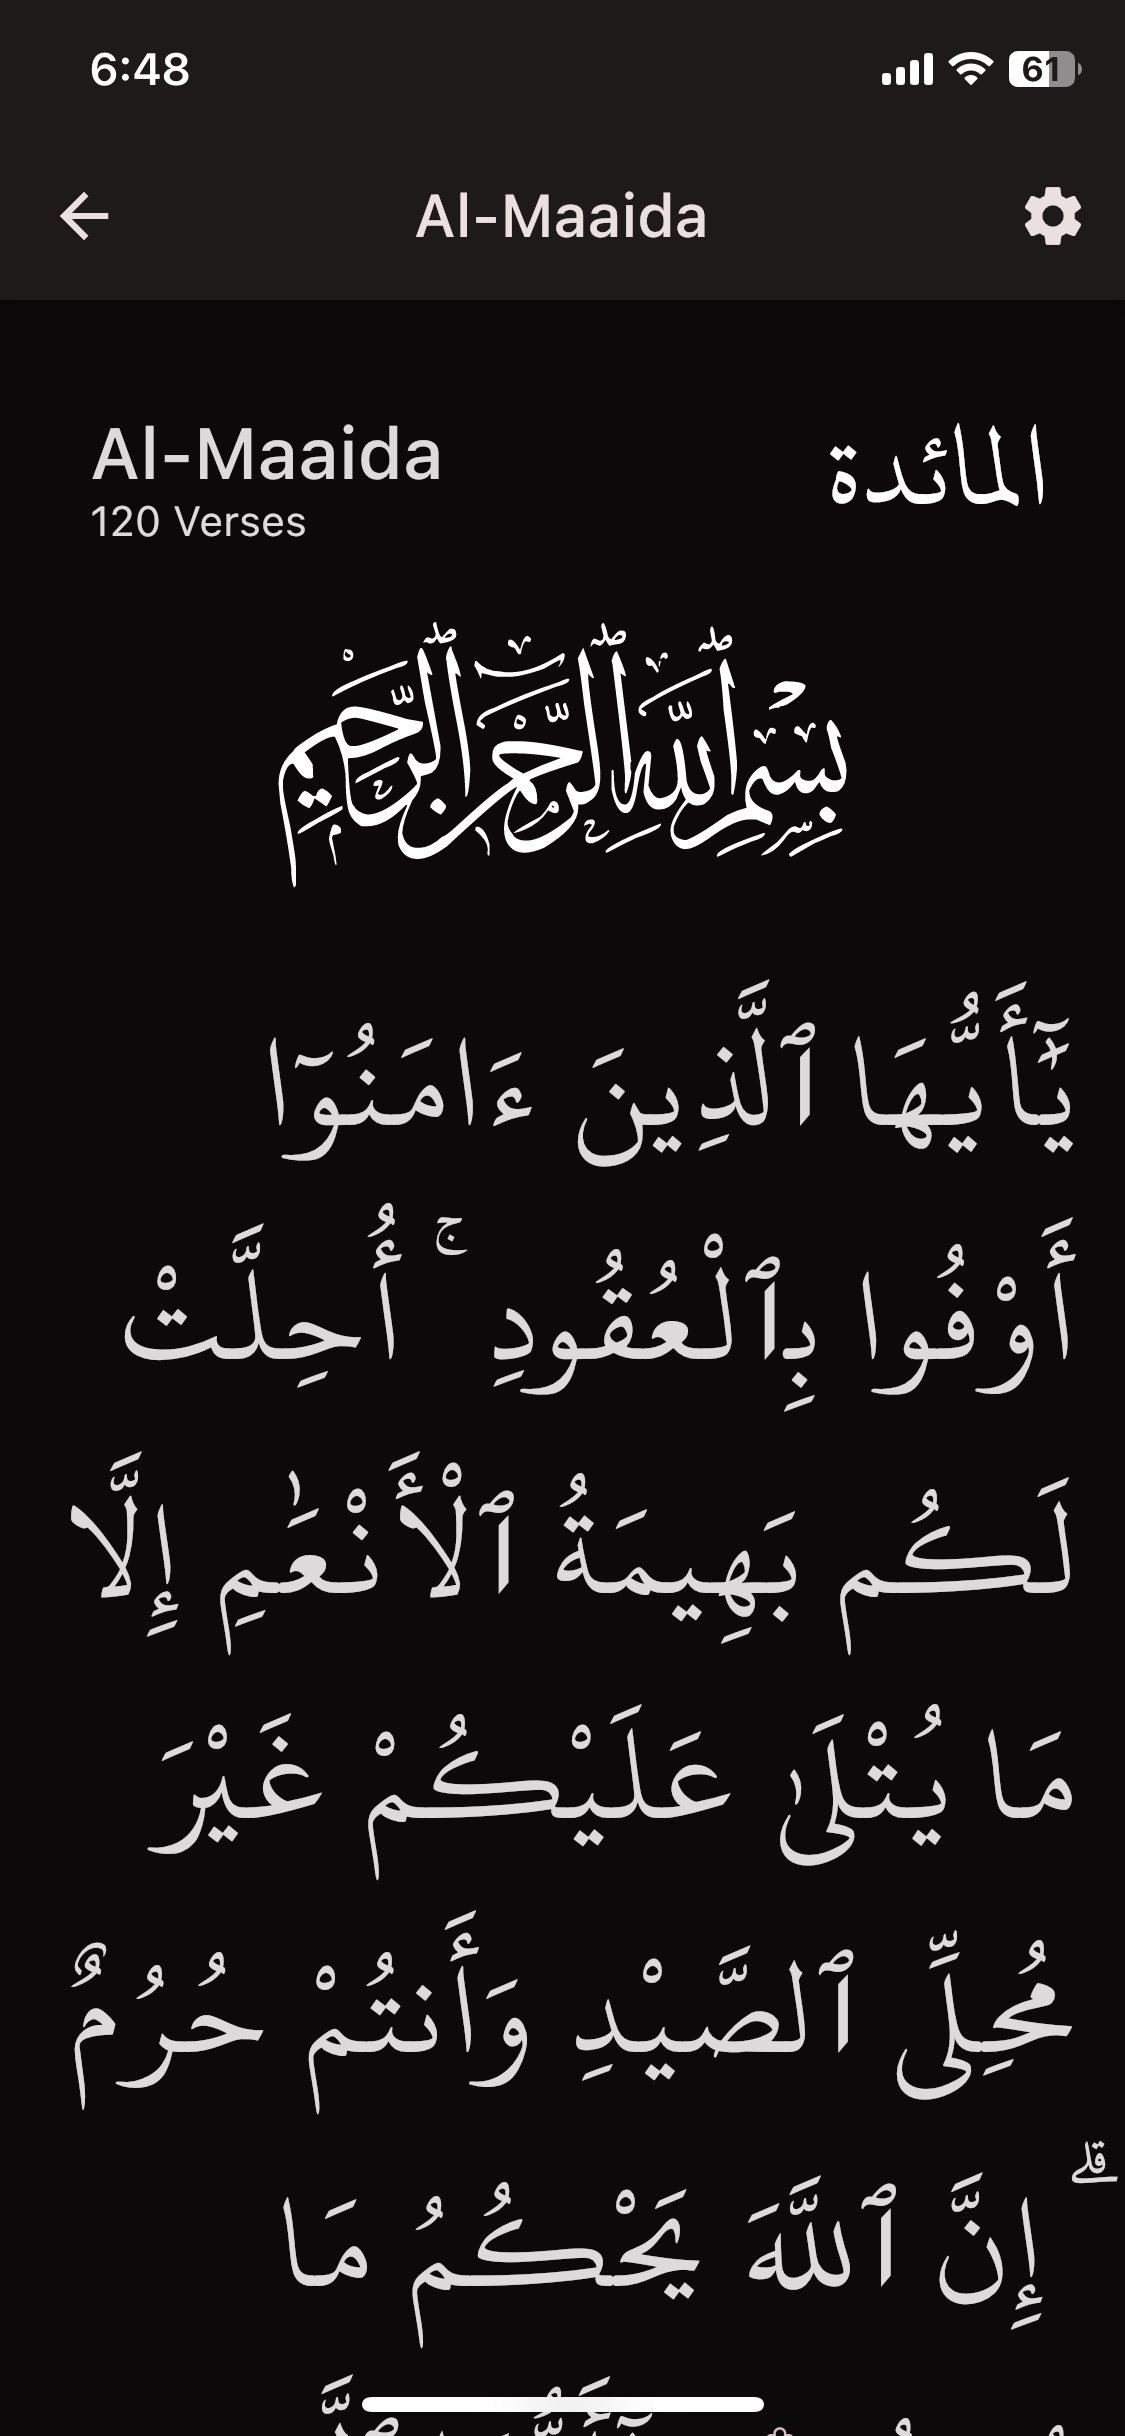 6:48
61
Al-Maaida
Al-Maaida
المائدة
120 Verses
بِسْمِ ٱللَّهِ ٱلرَّحْمَٰنِ ٱلرَّحِيمِ
يَٰٓأَيُّهَا ٱلَّذِينَ ءَامَنُوٓا
أَوْفُوا بِٱلْعُقُودِ ۚ أُحِلَّتْ
لَكُم بَهِيمَةُ ٱلْأَنْعَٰمِ إِلَّا
مَا يُتْلَىٰ عَلَيْكُمْ غَيْرَ
مُحِلِّى ٱلصَّيْدِ وَأَنتُمْ حُرُمٌ
ۗ إِنَّ ٱللَّهَ يَحْكُمُ مَا